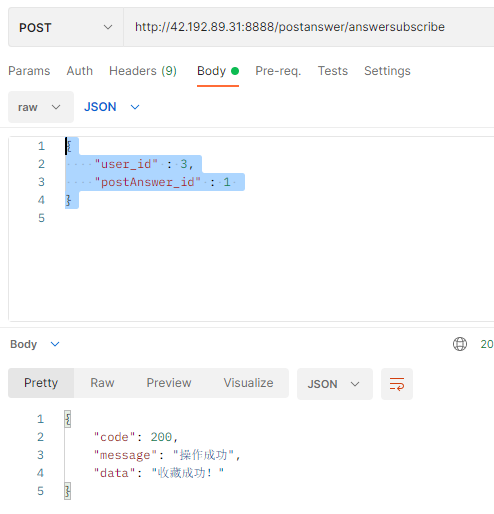 POST http://42.192.89.31:8888/postanswer/answersubscribe
Params Auth Headers (9) Body Pre-req. Tests Settings
raw JSON
1 {
2 "user_id" : 3,
3 "postAnswer_id" : 1
4 }
5
Body 20
Pretty Raw Preview Visualize JSON
1 {
2 "code": 200,
3 "message": "操作成功",
4 "data": "收藏成功！"
5 }